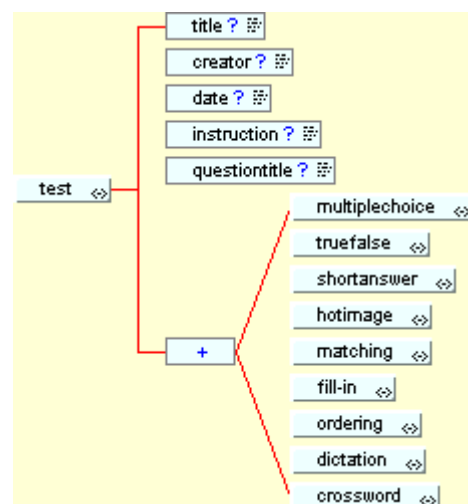 title ?
creator ?
date ?
instruction ?
questiontitle ?
test
multiplechoice
truefalse
shortanswer
hotimage
+
matching
fill-in
ordering
dictation
crossword